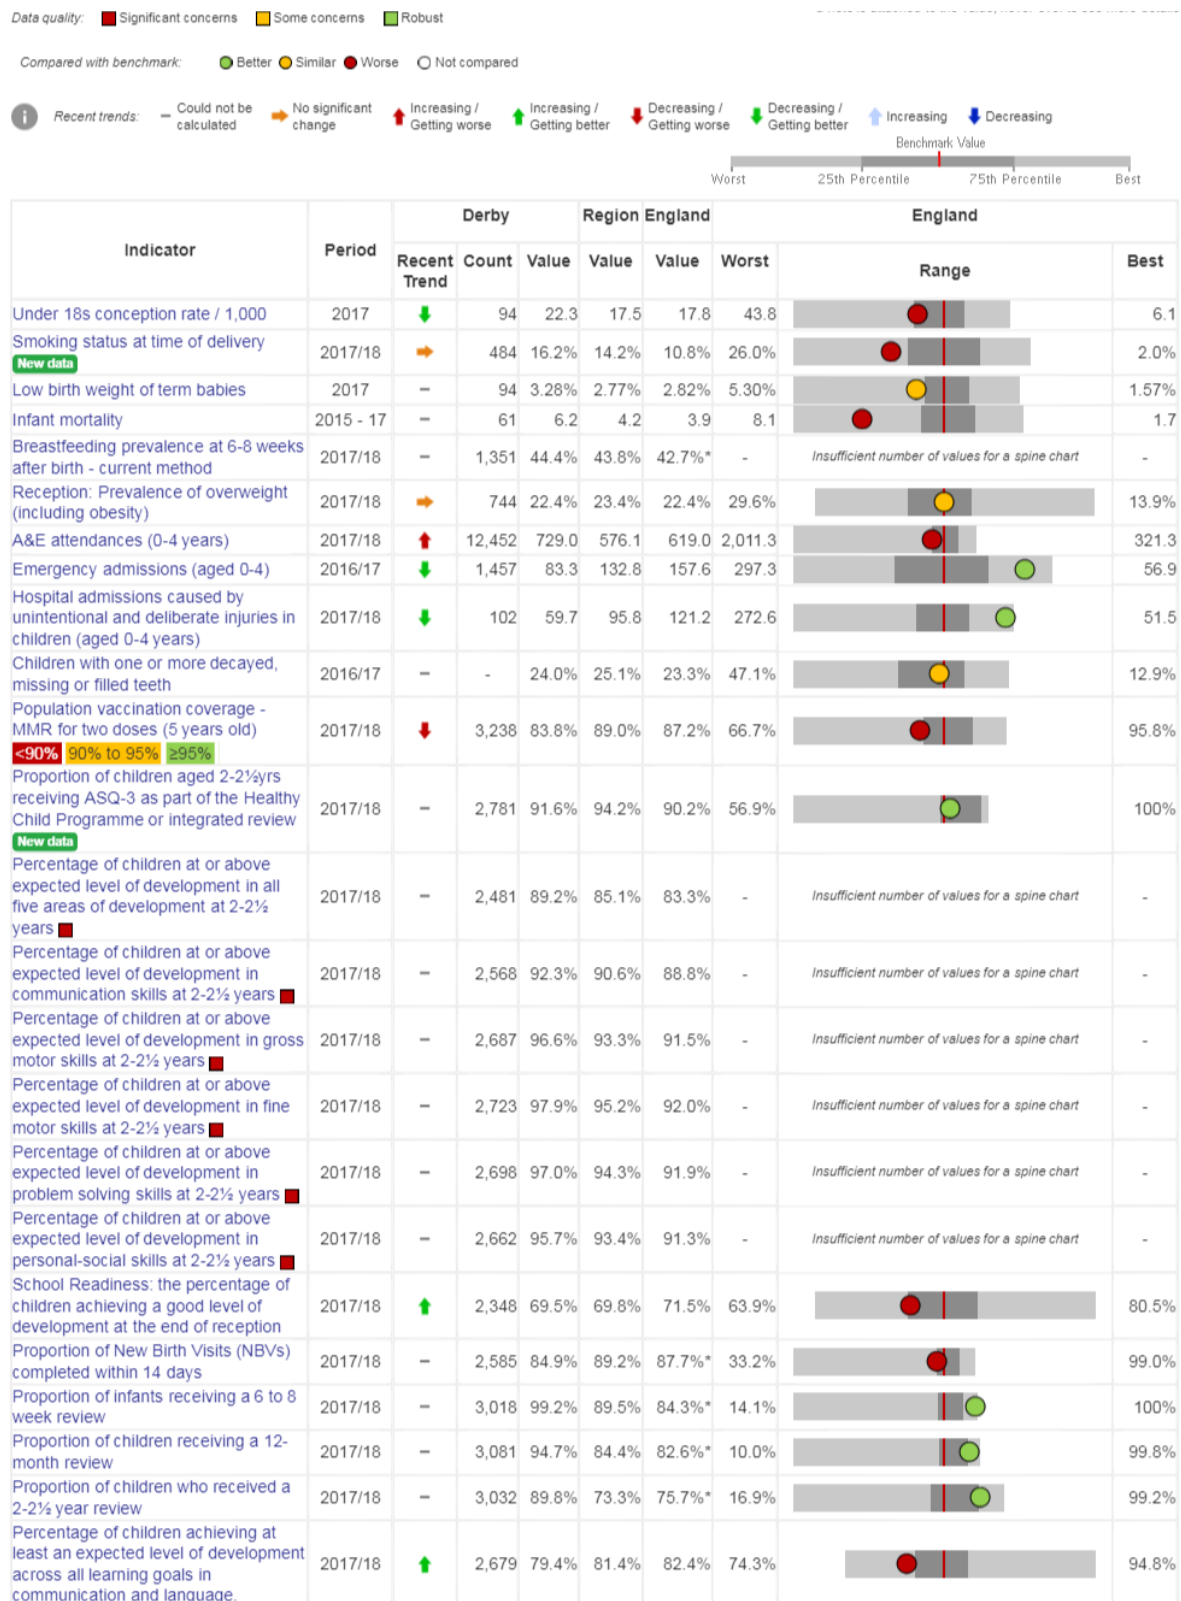 Data quality: Significant concerns Some concerns Robust
Compared with benchmark: Better Similar Worse Not compared
Recent trends: – Could not be calculated No significant change Increasing / Getting worse Increasing / Getting better Decreasing / Getting worse Decreasing / Getting better Increasing Decreasing
Benchmark Value
Worst 25th Percentile 75th Percentile Best
Derby Region England England
Indicator Period Recent Trend Count Value Value Value Worst Range Best
Under 18s conception rate / 1,000 2017 94 22.3 17.5 17.8 43.8 6.1
Smoking status at time of delivery
New data 2017/18 484 16.2% 14.2% 10.8% 26.0% 2.0%
Low birth weight of term babies 2017 – 94 3.28% 2.77% 2.82% 5.30% 1.57%
Infant mortality 2015 - 17 – 61 6.2 4.2 3.9 8.1 1.7
Breastfeeding prevalence at 6-8 weeks
after birth - current method 2017/18 – 1,351 44.4% 43.8% 42.7%* - Insufficient number of values for a spine chart -
Reception: Prevalence of overweight
(including obesity) 2017/18 744 22.4% 23.4% 22.4% 29.6% 13.9%
A&E attendances (0-4 years) 2017/18 12,452 729.0 576.1 619.0 2,011.3 321.3
Emergency admissions (aged 0-4) 2016/17 1,457 83.3 132.8 157.6 297.3 56.9
Hospital admissions caused by
unintentional and deliberate injuries in
children (aged 0-4 years) 2017/18 102 59.7 95.8 121.2 272.6 51.5
Children with one or more decayed,
missing or filled teeth 2016/17 – - 24.0% 25.1% 23.3% 47.1% 12.9%
Population vaccination coverage -
MMR for two doses (5 years old) 2017/18 3,238 83.8% 89.0% 87.2% 66.7% 95.8%
<90% 90% to 95% ≥95%
Proportion of children aged 2-2½yrs
receiving ASQ-3 as part of the Healthy
Child Programme or integrated review 2017/18 – 2,781 91.6% 94.2% 90.2% 56.9% 100%
New data
Percentage of children at or above
expected level of development in all
five areas of development at 2-2½
years 2017/18 – 2,481 89.2% 85.1% 83.3% - Insufficient number of values for a spine chart -
Percentage of children at or above
expected level of development in
communication skills at 2-2½ years 2017/18 – 2,568 92.3% 90.6% 88.8% - Insufficient number of values for a spine chart -
Percentage of children at or above
expected level of development in gross
motor skills at 2-2½ years 2017/18 – 2,687 96.6% 93.3% 91.5% - Insufficient number of values for a spine chart -
Percentage of children at or above
expected level of development in fine
motor skills at 2-2½ years 2017/18 – 2,723 97.9% 95.2% 92.0% - Insufficient number of values for a spine chart -
Percentage of children at or above
expected level of development in
problem solving skills at 2-2½ years 2017/18 – 2,698 97.0% 94.3% 91.9% - Insufficient number of values for a spine chart -
Percentage of children at or above
expected level of development in
personal-social skills at 2-2½ years 2017/18 – 2,662 95.7% 93.4% 91.3% - Insufficient number of values for a spine chart -
School Readiness: the percentage of
children achieving a good level of
development at the end of reception 2017/18 2,348 69.5% 69.8% 71.5% 63.9% 80.5%
Proportion of New Birth Visits (NBVs)
completed within 14 days 2017/18 – 2,585 84.9% 89.2% 87.7%* 33.2% 99.0%
Proportion of infants receiving a 6 to 8
week review 2017/18 – 3,018 99.2% 89.5% 84.3%* 14.1% 100%
Proportion of children receiving a 12-
month review 2017/18 – 3,081 94.7% 84.4% 82.6%* 10.0% 99.8%
Proportion of children who received a
2-2½ year review 2017/18 – 3,032 89.8% 73.3% 75.7%* 16.9% 99.2%
Percentage of children achieving at
least an expected level of development
across all learning goals in
communication and language. 2017/18 2,679 79.4% 81.4% 82.4% 74.3% 94.8%